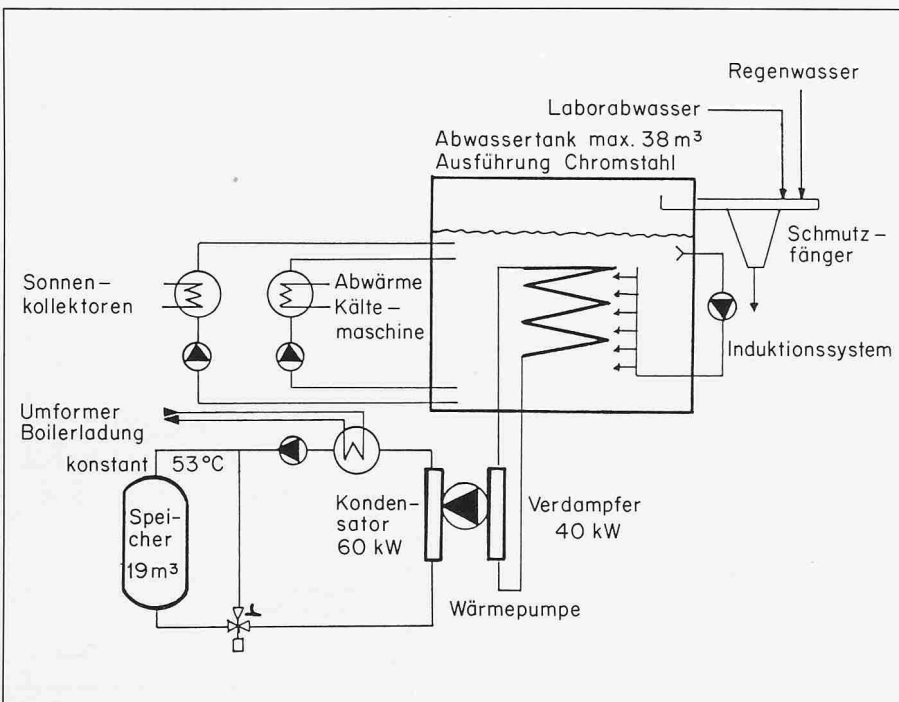 Regenwasser
Laborabwasser
Abwassertank max. 38 m³
Ausführung Chromstahl
Schmutz-
fänger
Sonnen-
kollektoren
Abwärme
Kälte-
maschine
Induktionssystem
Umformer
Boilerladung
konstant 53°C
Spei-
cher
19 m³
Konden-
sator
60 kW
Verdampfer
40 kW
Wärmepumpe